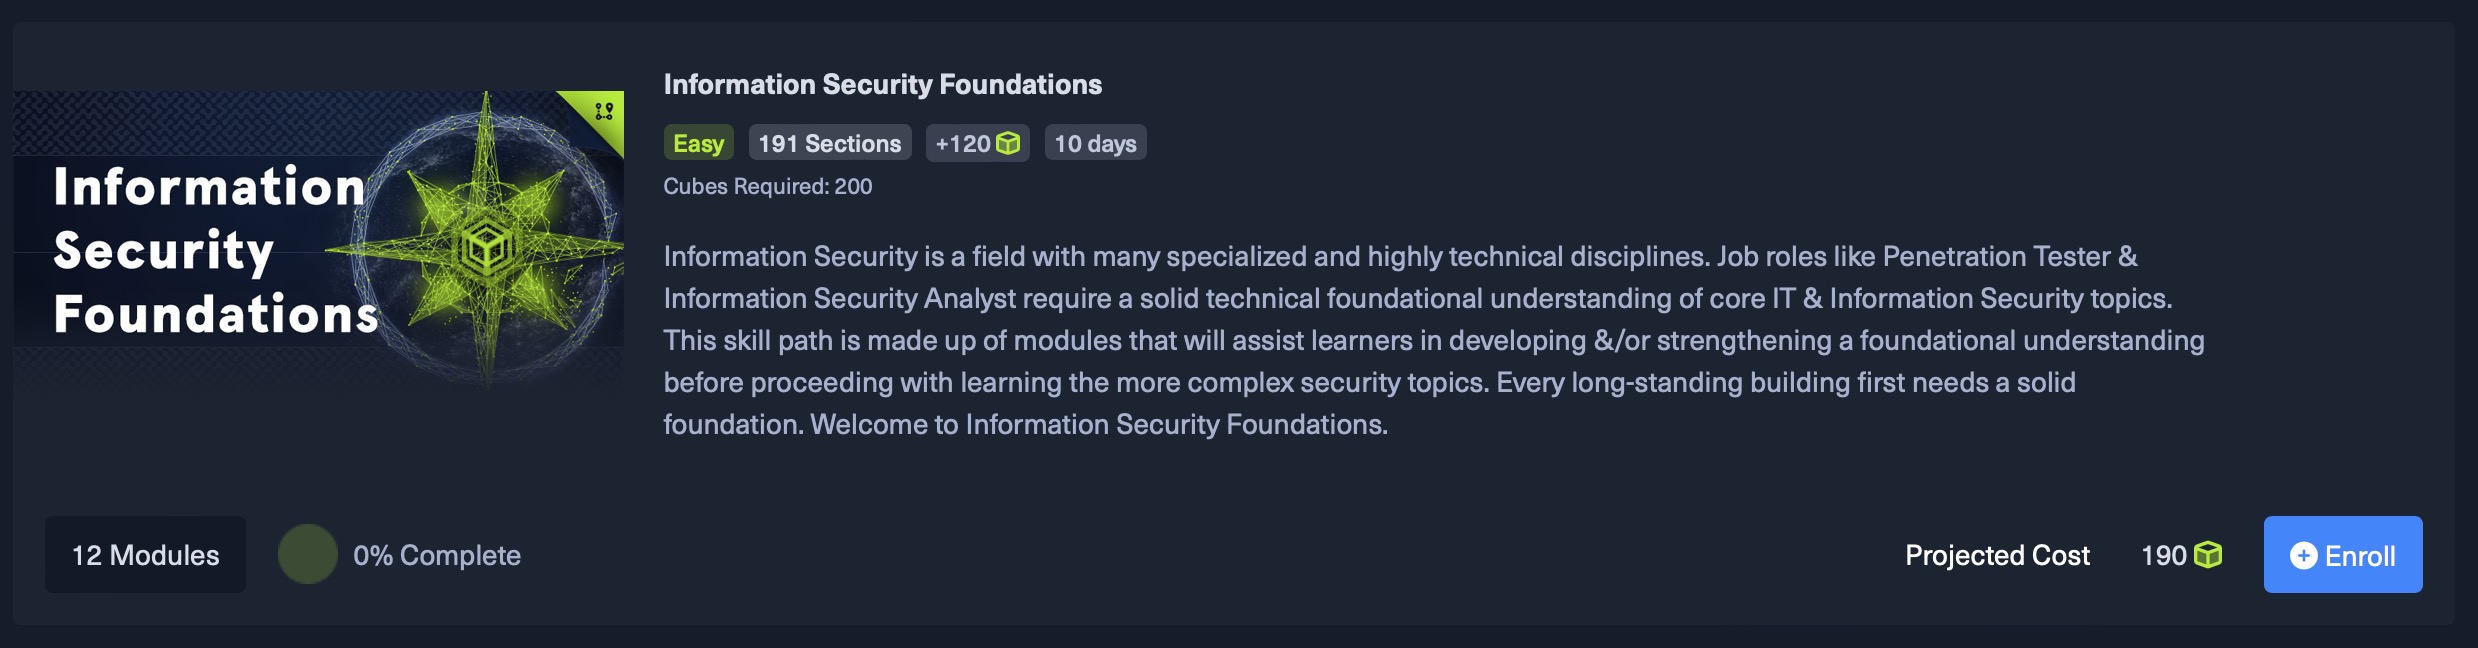 Information
Security
Foundations
Information Security Foundations
Easy 191 Sections +120 10 days
Cubes Required: 200
Information Security is a field with many specialized and highly technical disciplines. Job roles like Penetration Tester &
Information Security Analyst require a solid technical foundational understanding of core IT & Information Security topics.
This skill path is made up of modules that will assist learners in developing &/or strengthening a foundational understanding
before proceeding with learning the more complex security topics. Every long-standing building first needs a solid
foundation. Welcome to Information Security Foundations.
12 Modules 0% Complete Projected Cost 190 Enroll